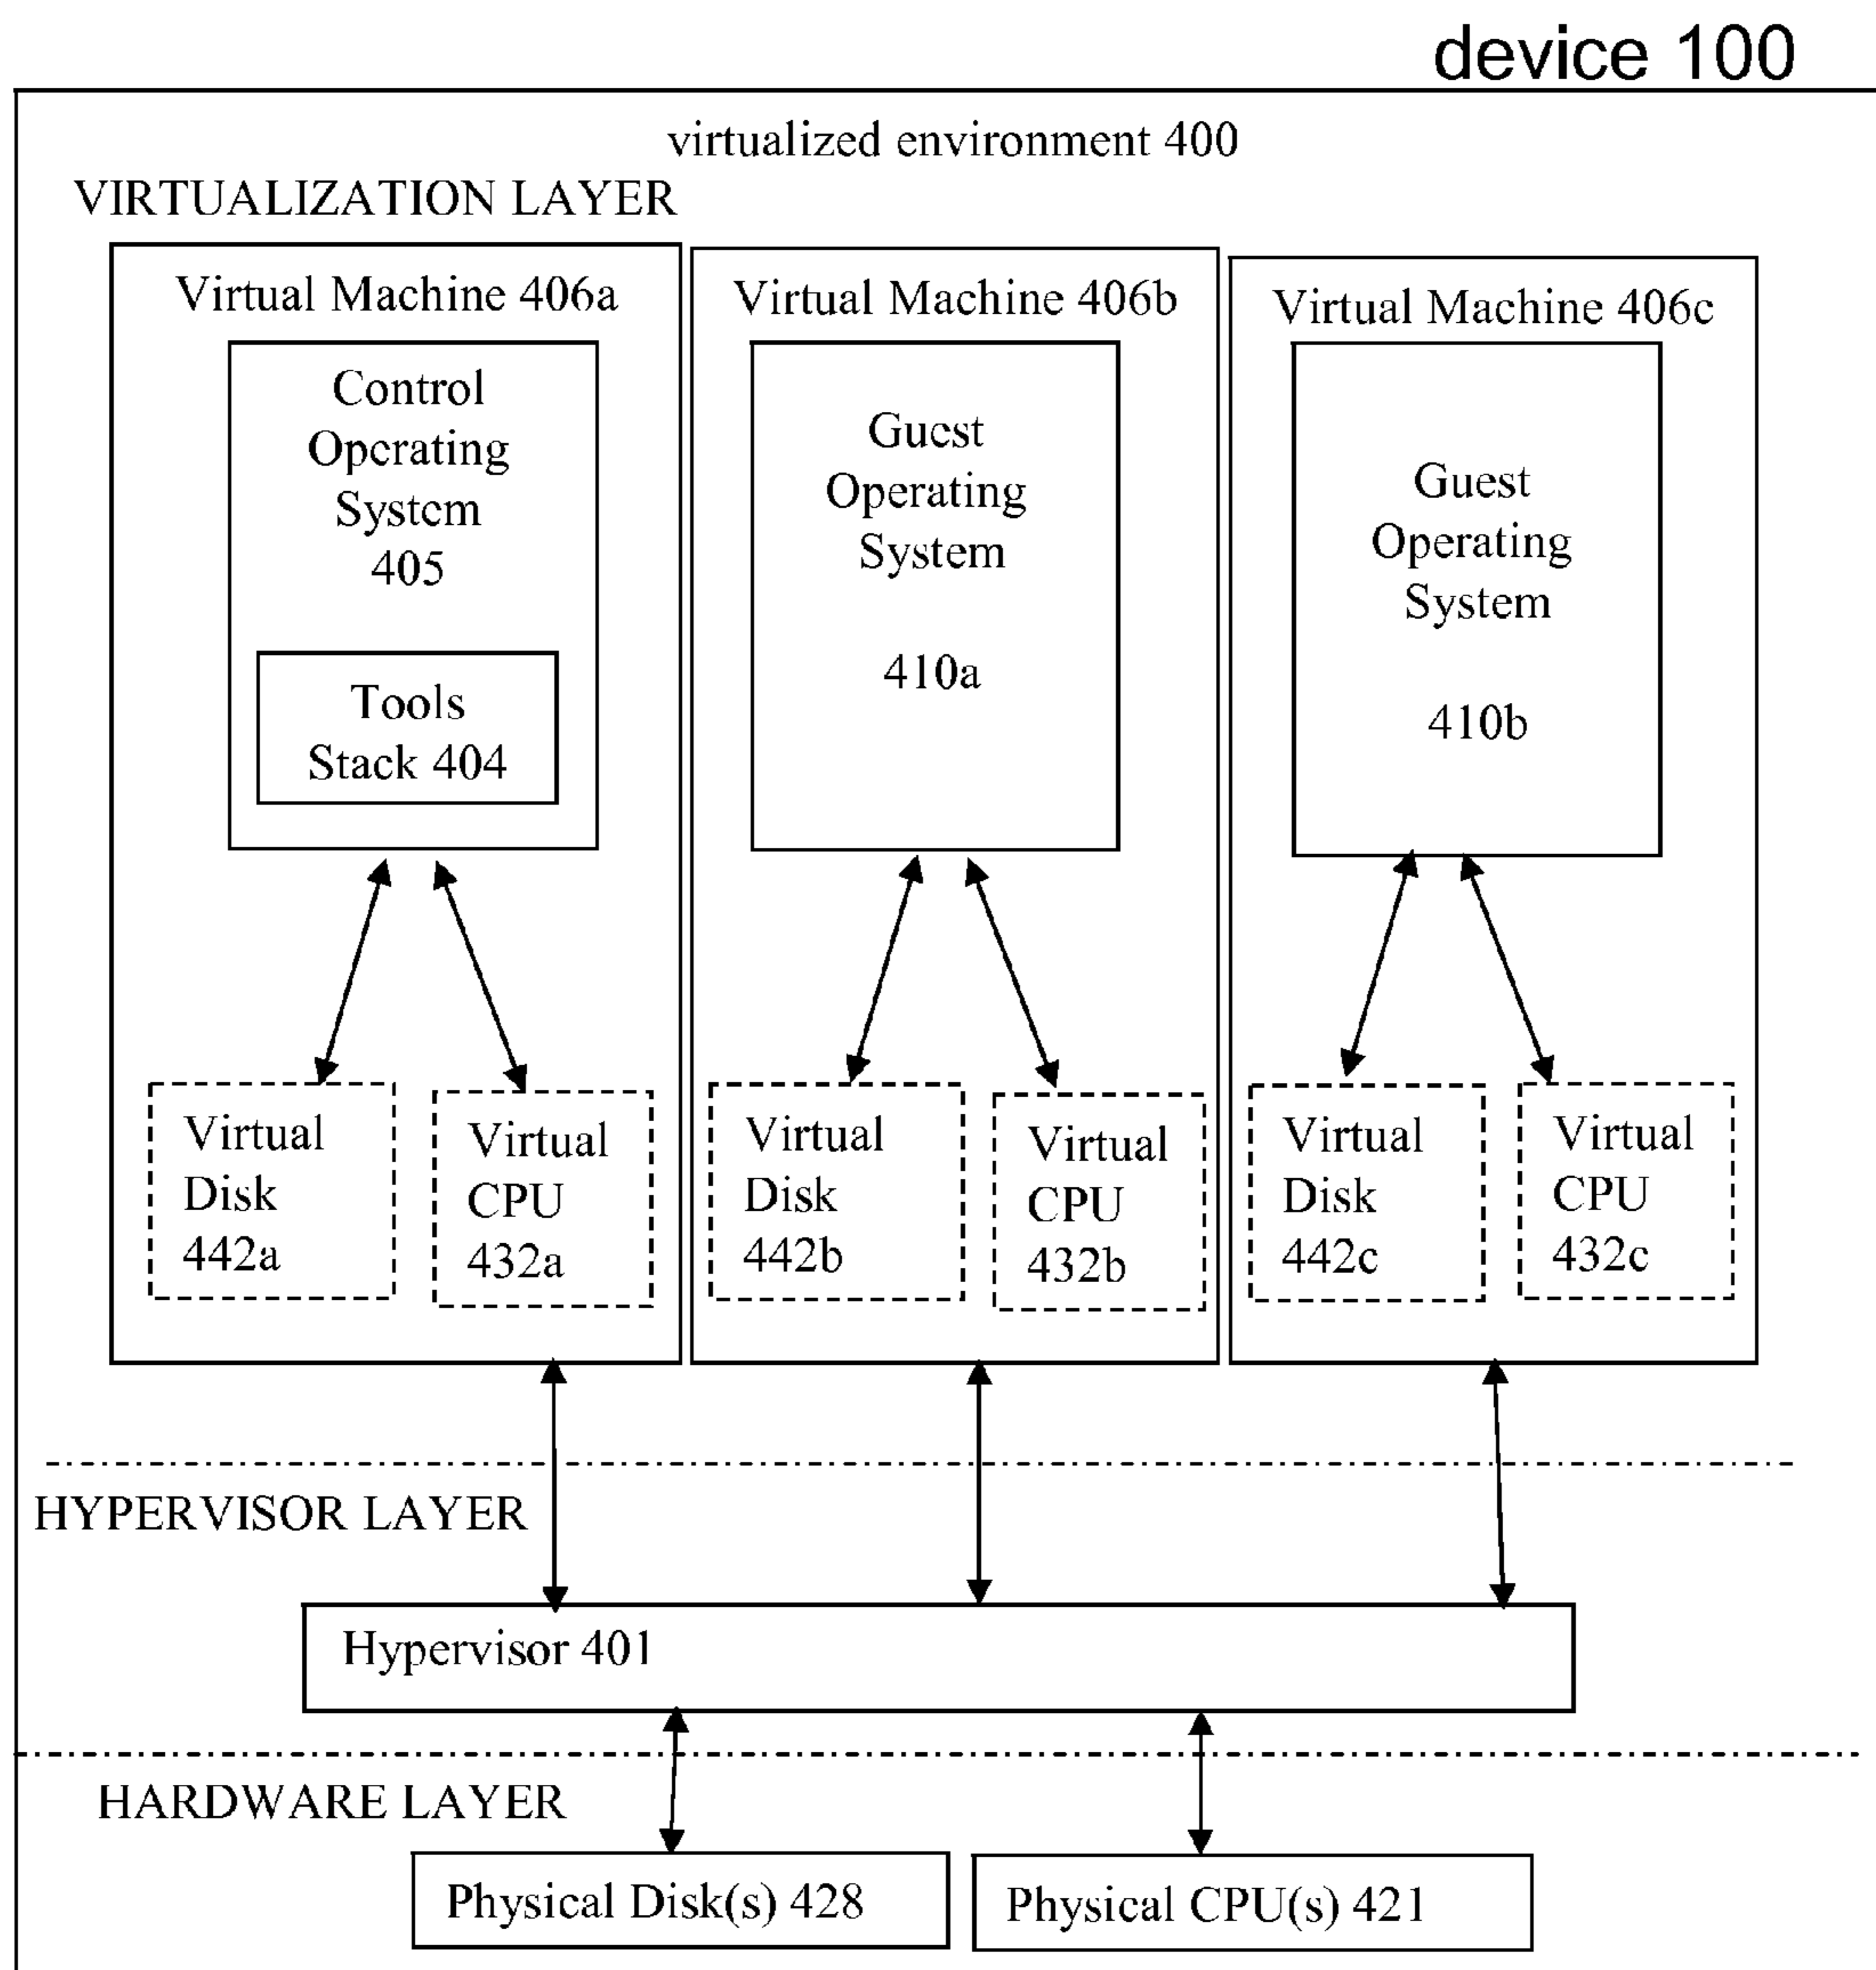 device 100
virtualized environment 400
VIRTUALIZATION LAYER
Virtual Machine 406a
Control
Operating
System
405
Tools
Stack 404
Virtual
Disk
442a
Virtual
CPU
432a
Virtual Machine 406b
Guest
Operating
System
410a
Virtual
Disk
442b
Virtual
CPU
432b
Virtual Machine 406c
Guest
Operating
System
410b
Virtual
Disk
442c
Virtual
CPU
432c
HYPERVISOR LAYER
Hypervisor 401
HARDWARE LAYER
Physical Disk(s) 428
Physical CPU(s) 421